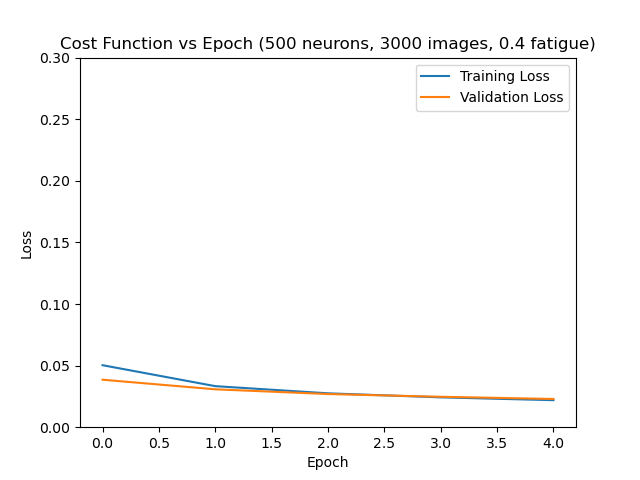 Cost Function vs Epoch (500 neurons, 3000 images, 0.4 fatigue)
Training Loss
Validation Loss
0.30
0.25
0.20
0.15
0.10
0.05
0.00
Loss
0.0 0.5 1.0 1.5 2.0 2.5 3.0 3.5 4.0
Epoch